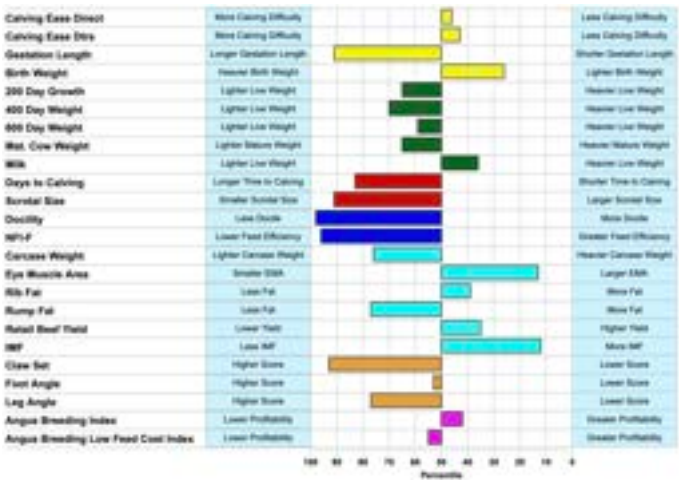 Calving Ease Direct More Calving Difficulty Less Calving Difficulty
Calving Ease Dtrs More Calving Difficulty Less Calving Difficulty
Gestation Length Longer Gestation Length Shorter Gestation Length
Birth Weight Heavier Birth Weight Lighter Birth Weight
200 Day Growth Lighter Live Weight Heavier Live Weight
400 Day Weight Lighter Live Weight Heavier Live Weight
600 Day Weight Lighter Live Weight Heavier Live Weight
Mat. Cow Weight Lighter Mature Weight Heavier Mature Weight
Milk Lighter Live Weight Heavier Live Weight
Days to Calving Longer Time to Calving Shorter Time to Calving
Scrotal Size Smaller Scrotal Size Larger Scrotal Size
Docility Less Docile More Docile
NFI-F Lower Feed Efficiency Greater Feed Efficiency
Carcase Weight Lighter Carcase Weight Heavier Carcase Weight
Eye Muscle Area Smaller EMA Larger EMA
Rib Fat Less Fat More Fat
Rump Fat Less Fat More Fat
Retail Beef Yield Lower Yield Higher Yield
IMF Less IMF More IMF
Claw Set Higher Score Lower Score
Foot Angle Higher Score Lower Score
Leg Angle Higher Score Lower Score
Angus Breeding Index Lower Profitability Greater Profitability
Angus Breeding Low Feed Cost Index Lower Profitability Greater Profitability
100 90 80 70 60 50 40 30 20 10 0
Percentile